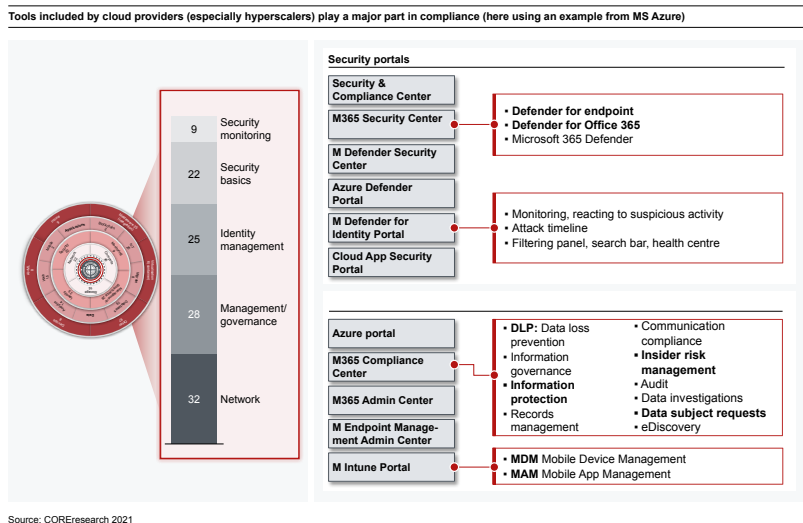 Tools included by cloud providers (especially hyperscalers) play a major part in compliance (here using an example from MS Azure)
9
Security
monitoring
22
Security
basics
25
Identity
management
28
Management/
governance
32
Network
Security portals
Security &
Compliance Center
M365 Security Center
M Defender Security
Center
Azure Defender
Portal
M Defender for
Identity Portal
Cloud App Security
Portal
▪ Defender for endpoint
▪ Defender for Office 365
▪ Microsoft 365 Defender
▪ Monitoring, reacting to suspicious activity
▪ Attack timeline
▪ Filtering panel, search bar, health centre
Azure portal
M365 Compliance
Center
M365 Admin Center
M Endpoint Manage-
ment Admin Center
M Intune Portal
▪ DLP: Data loss
prevention
▪ Information
governance
▪ Information
protection
▪ Records
management
▪ Communication
compliance
▪ Insider risk
management
▪ Audit
▪ Data investigations
▪ Data subject requests
▪ eDiscovery
▪ MDM Mobile Device Management
▪ MAM Mobile App Management
Source: COREresearch 2021